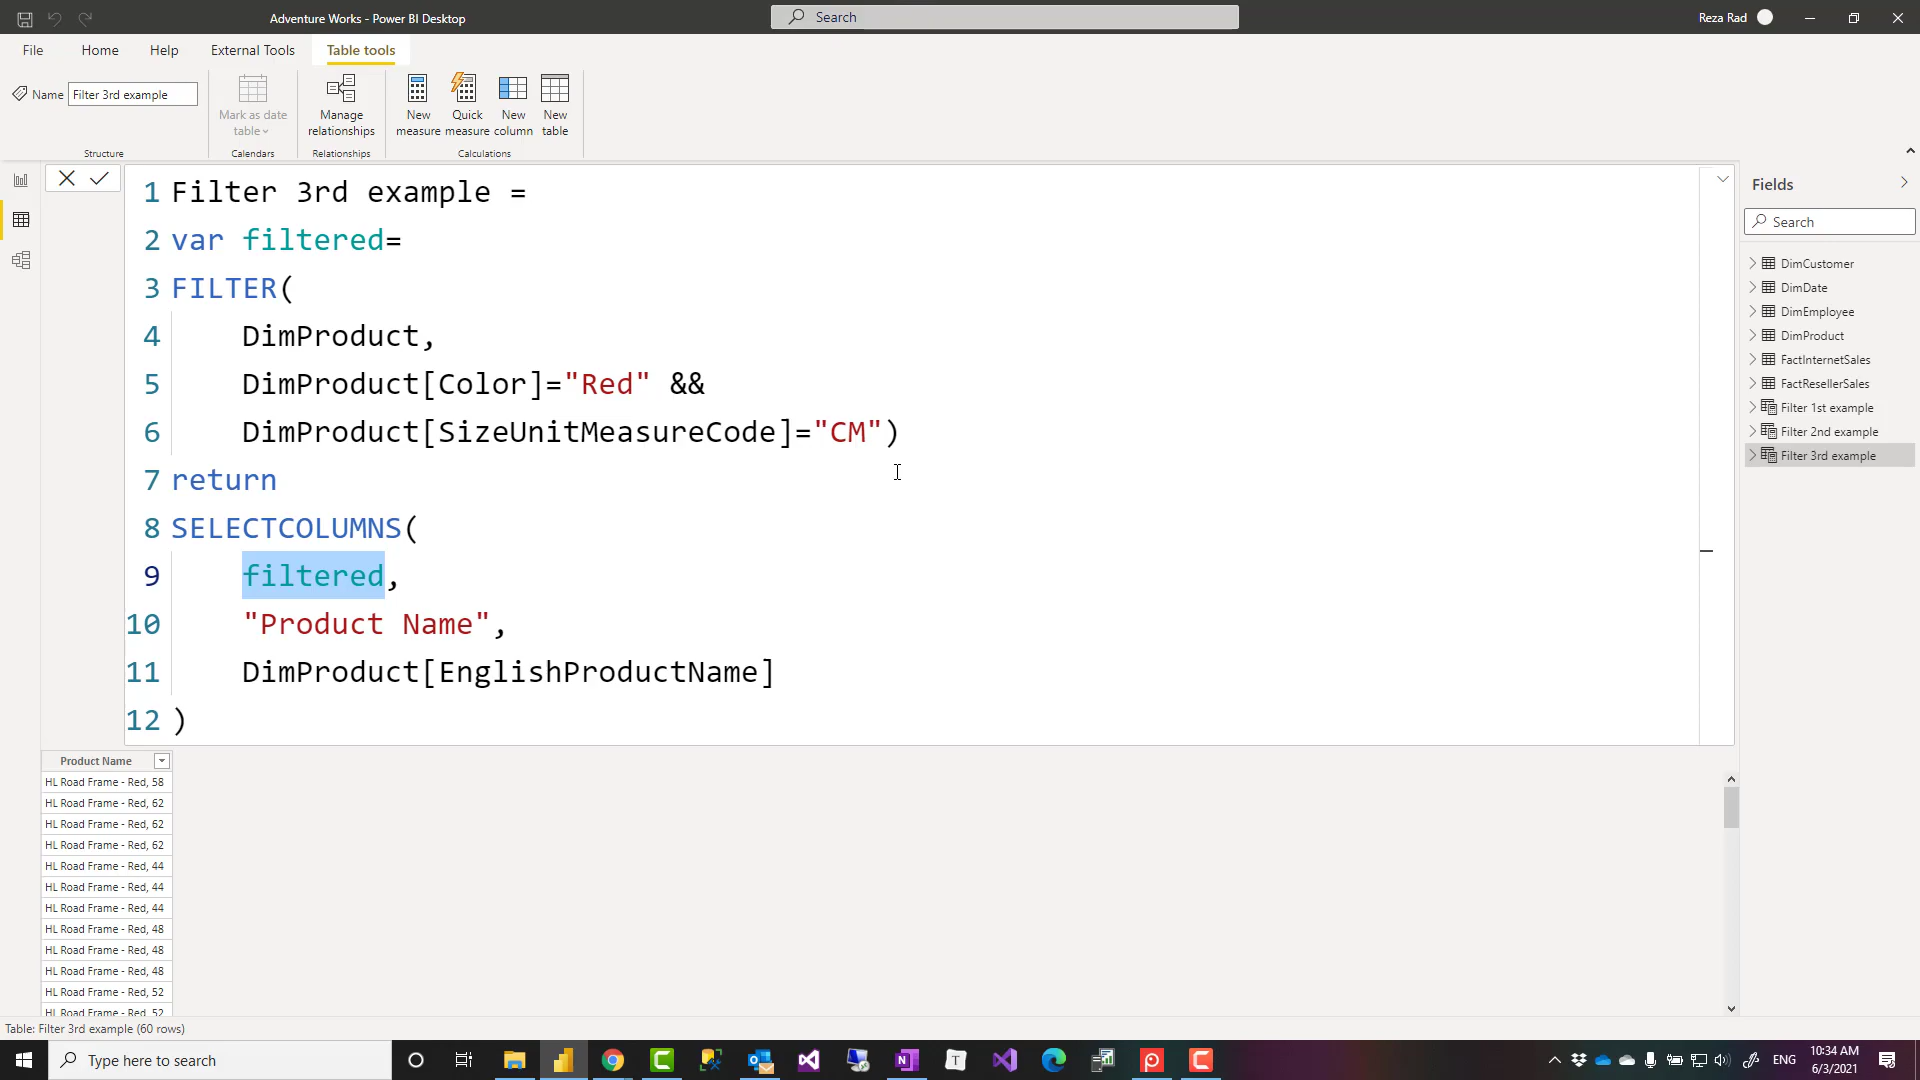 Adventure Works - Power BI Desktop
Search
Reza Rad
File
Home
Help
External Tools
Table tools
Name
Filter 3rd example
Mark as date
table
Manage
relationships
New
measure
Quick
measure
New
column
New
table
Structure
Calendars
Relationships
Calculations
1 Filter 3rd example =
2 var filtered=
3 FILTER(
4 DimProduct,
5 DimProduct[Color]="Red" &&
6 DimProduct[SizeUnitMeasureCode]="CM")
7 return
8 SELECTCOLUMNS(
9 filtered,
10 "Product Name",
11 DimProduct[EnglishProductName]
12 )
Fields
Search
DimCustomer
DimDate
DimEmployee
DimProduct
FactInternetSales
FactResellerSales
Filter 1st example
Filter 2nd example
Filter 3rd example
Product Name
HL Road Frame - Red, 58
HL Road Frame - Red, 62
HL Road Frame - Red, 62
HL Road Frame - Red, 62
HL Road Frame - Red, 44
HL Road Frame - Red, 44
HL Road Frame - Red, 44
HL Road Frame - Red, 48
HL Road Frame - Red, 48
HL Road Frame - Red, 48
HL Road Frame - Red, 52
HL Road Frame - Red, 52
Table: Filter 3rd example (60 rows)
Type here to search
ENG
10:34 AM
6/3/2021